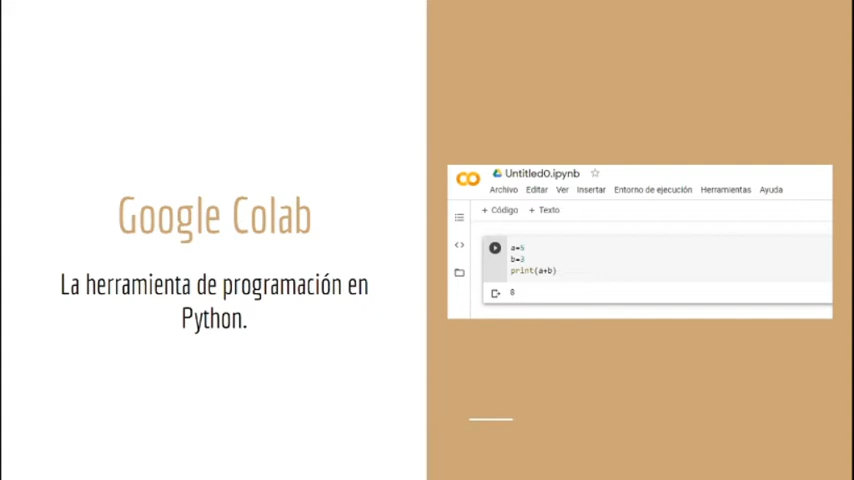 Google Colab
La herramienta de programación en
Python.
Untitled0.ipynb
Archivo Editar Ver Insertar Entorno de ejecución Herramientas Ayuda
+ Código + Texto
a=5
b=3
print(a+b)
8